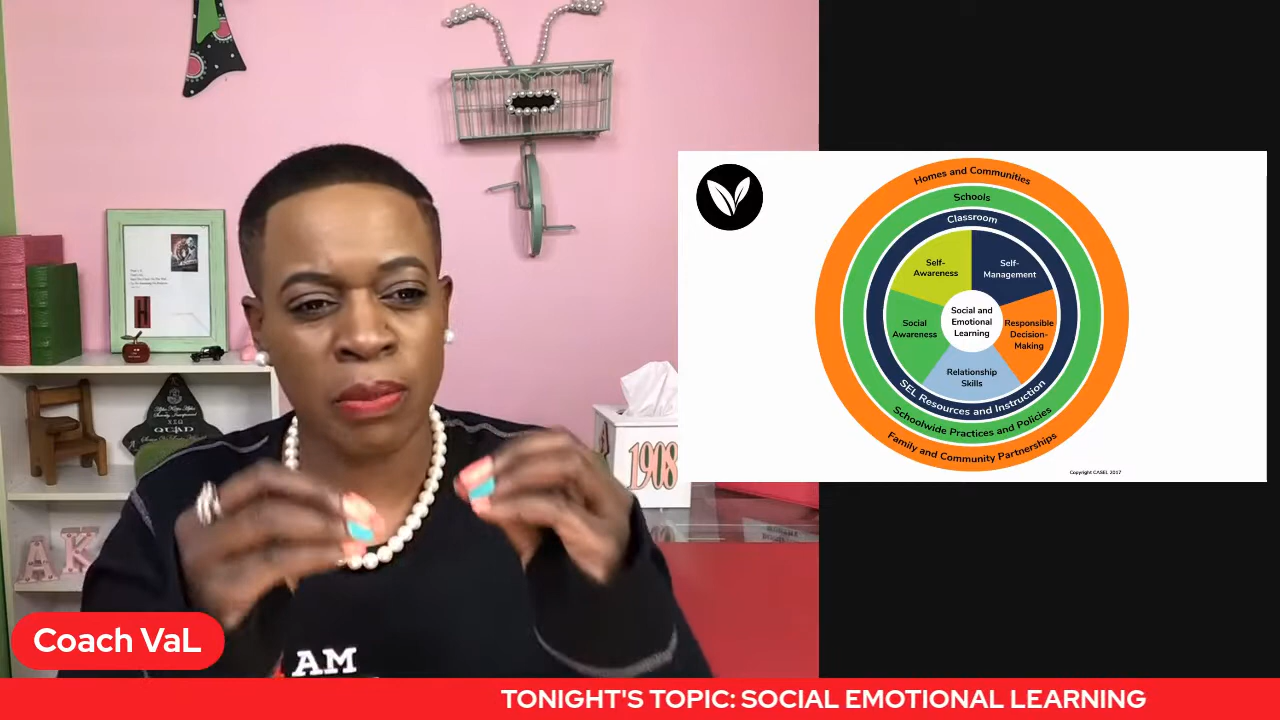 1908
AK
QUAD
Coach VaL
AM
TONIGHT'S TOPIC: SOCIAL EMOTIONAL LEARNING
Homes and Communities
Schools
Classroom
Self-
Awareness
Self-
Management
Social
Awareness
Social and
Emotional
Learning
Responsible
Decision-
Making
Relationship
Skills
SEL Resources and Instruction
Schoolwide Practices and Policies
Family and Community Partnerships
Copyright CASEL 2017